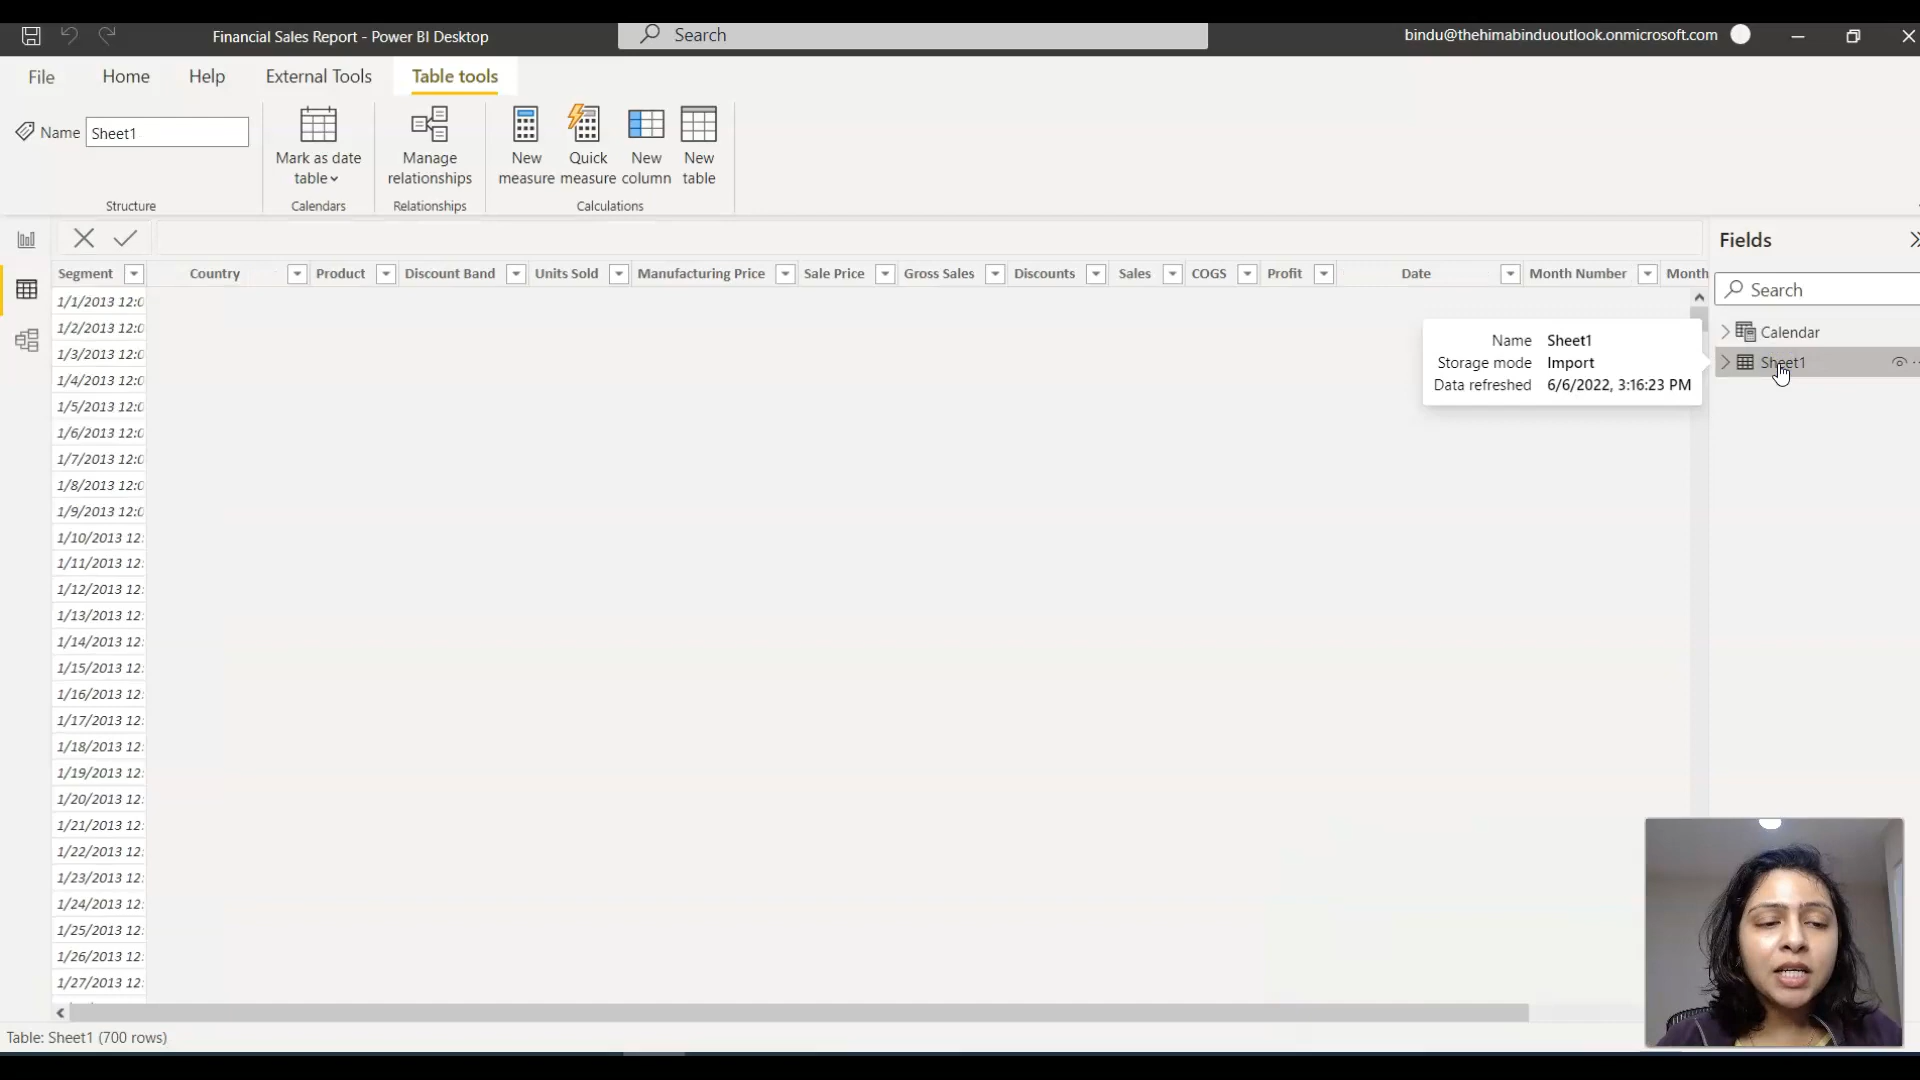 Financial Sales Report - Power BI Desktop
Search
bindu@thehimabinduoutlook.onmicrosoft.com
File Home Help External Tools Table tools
Name Sheet1
Mark as date table
Manage relationships
New measure
Quick measure
New column
New table
Structure Calendars Relationships Calculations
Fields
Segment Country Product Discount Band Units Sold Manufacturing Price Sale Price Gross Sales Discounts Sales COGS Profit Date Month Number Month
Search
Calendar
Sheet1
Name Sheet1
Storage mode Import
Data refreshed 6/6/2022, 3:16:23 PM
1/1/2013 12:0
1/2/2013 12:0
1/3/2013 12:0
1/4/2013 12:0
1/5/2013 12:0
1/6/2013 12:0
1/7/2013 12:0
1/8/2013 12:0
1/9/2013 12:0
1/10/2013 12:
1/11/2013 12:
1/12/2013 12:
1/13/2013 12:
1/14/2013 12:
1/15/2013 12:
1/16/2013 12:
1/17/2013 12:
1/18/2013 12:
1/19/2013 12:
1/20/2013 12:
1/21/2013 12:
1/22/2013 12:
1/23/2013 12:
1/24/2013 12:
1/25/2013 12:
1/26/2013 12:
1/27/2013 12:
Table: Sheet1 (700 rows)